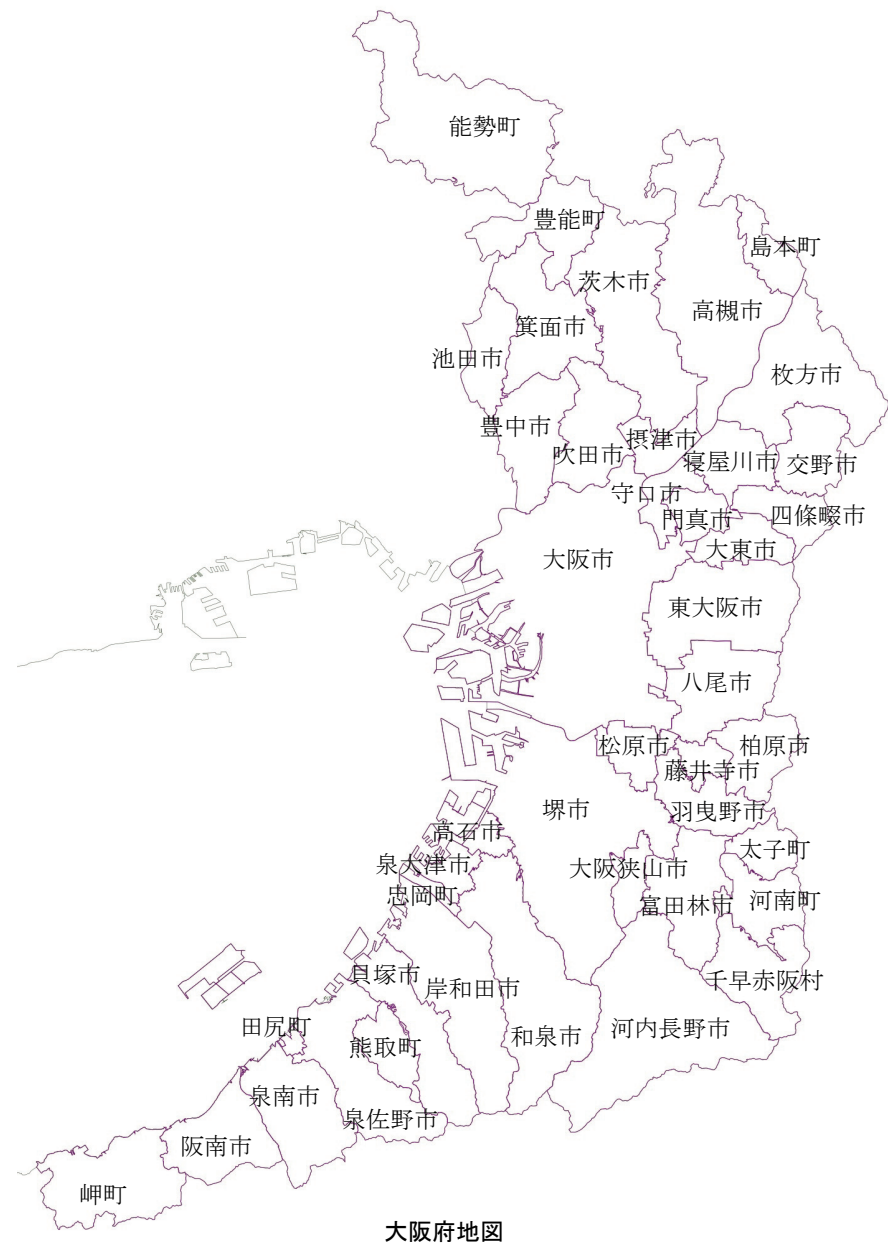 能勢町
豊能町
島本町
茨木市
高槻市
箕面市
池田市
枚方市
豊中市
摂津市
吹田市
寝屋川市
交野市
守口市
門真市
四條畷市
大東市
大阪市
東大阪市
八尾市
松原市
柏原市
藤井寺市
堺市
羽曳野市
高石市
太子町
泉大津市
大阪狭山市
忠岡町
富田林市
河南町
貝塚市
岸和田市
千早赤阪村
田尻町
熊取町
和泉市
河内長野市
泉南市
泉佐野市
阪南市
岬町
大阪府地図